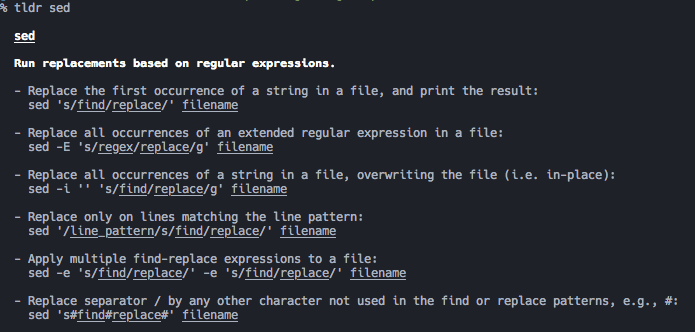 % tldr sed
sed
Run replacements based on regular expressions.
- Replace the first occurrence of a string in a file, and print the result:
sed 's/find/replace/' filename
- Replace all occurrences of an extended regular expression in a file:
sed -E 's/regex/replace/g' filename
- Replace all occurrences of a string in a file, overwriting the file (i.e. in-place):
sed -i '' 's/find/replace/g' filename
- Replace only on lines matching the line pattern:
sed '/line_pattern/s/find/replace/' filename
- Apply multiple find-replace expressions to a file:
sed -e 's/find/replace/' -e 's/find/replace/' filename
- Replace separator / by any other character not used in the find or replace patterns, e.g., #:
sed 's#find#replace#' filename